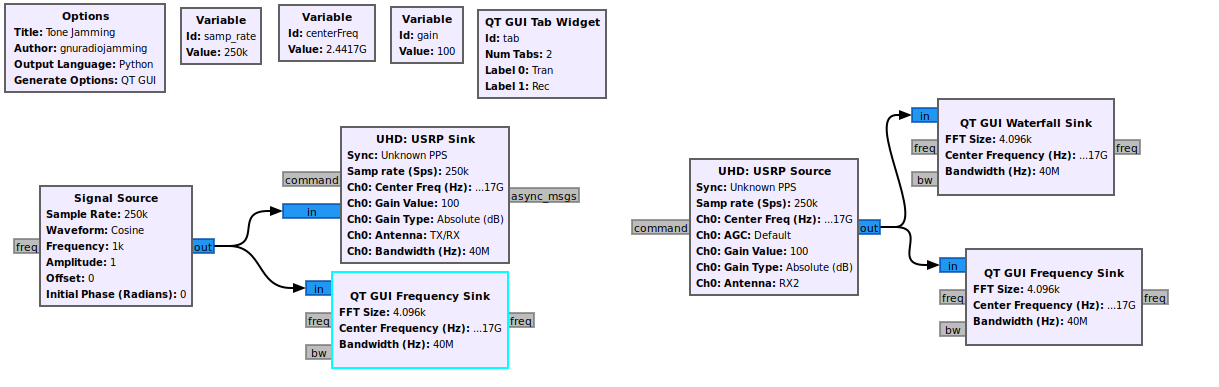 Options
Title: Tone Jamming
Author: gnuradiojamming
Output Language: Python
Generate Options: QT GUI
Variable
Id: samp_rate
Value: 250k
Variable
Id: centerFreq
Value: 2.4417G
Variable
Id: gain
Value: 100
QT GUI Tab Widget
Id: tab
Num Tabs: 2
Label 0: Tran
Label 1: Rec
Signal Source
Sample Rate: 250k
Waveform: Cosine
Frequency: 1k
Amplitude: 1
Offset: 0
Initial Phase (Radians): 0
freq
out
UHD: USRP Sink
Sync: Unknown PPS
Samp rate (Sps): 250k
Ch0: Center Freq (Hz): ...17G
Ch0: Gain Value: 100
Ch0: Gain Type: Absolute (dB)
Ch0: Antenna: TX/RX
Ch0: Bandwidth (Hz): 40M
command
in
async_msgs
QT GUI Frequency Sink
FFT Size: 4.096k
Center Frequency (Hz): ...17G
Bandwidth (Hz): 40M
in
freq
bw
freq
UHD: USRP Source
Sync: Unknown PPS
Samp rate (Sps): 250k
Ch0: Center Freq (Hz): ...17G
Ch0: AGC: Default
Ch0: Gain Value: 100
Ch0: Gain Type: Absolute (dB)
Ch0: Antenna: RX2
command
out
QT GUI Waterfall Sink
FFT Size: 4.096k
Center Frequency (Hz): ...17G
Bandwidth (Hz): 40M
in
freq
bw
freq
QT GUI Frequency Sink
FFT Size: 4.096k
Center Frequency (Hz): ...17G
Bandwidth (Hz): 40M
in
freq
bw
freq